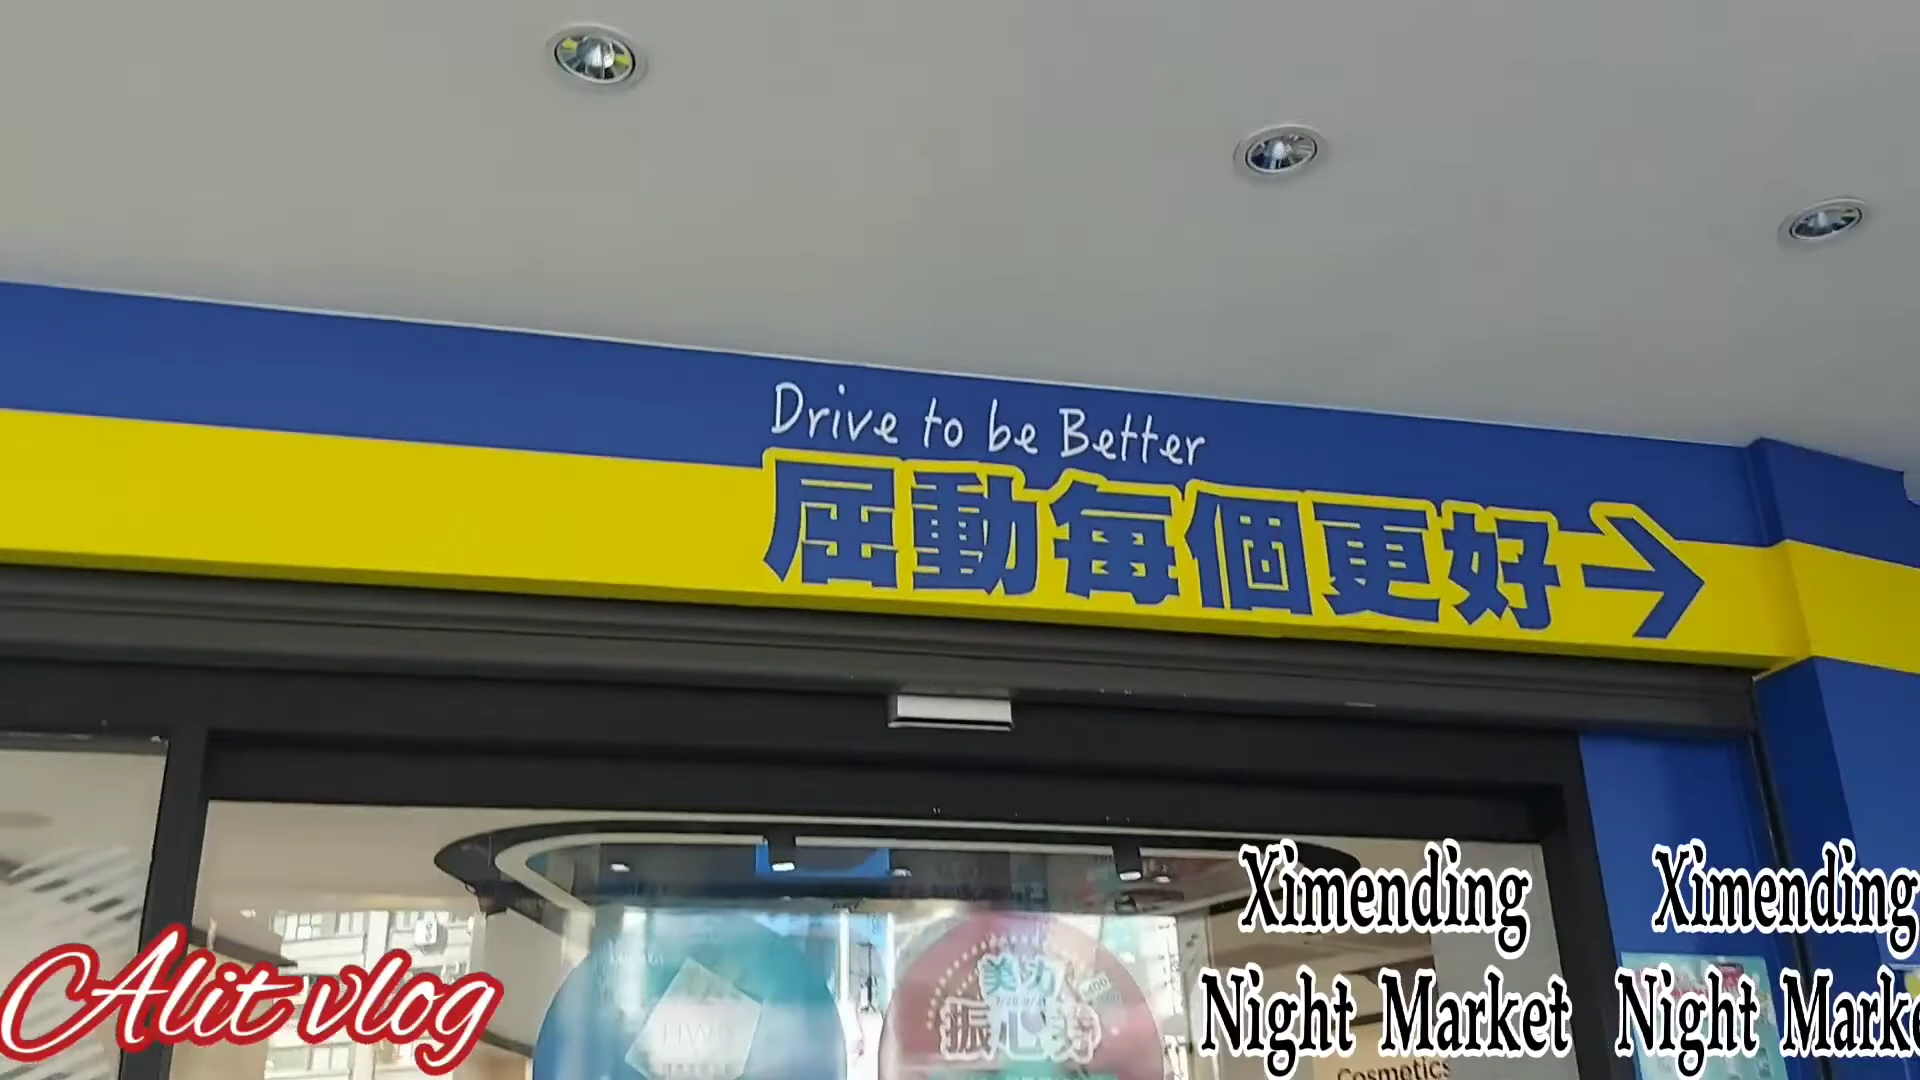 Drive to be Better
屈動每個更好→
美力
振心券
Cosmetics
Alit vlog
Ximending
Night Market
Ximending
Night Marke